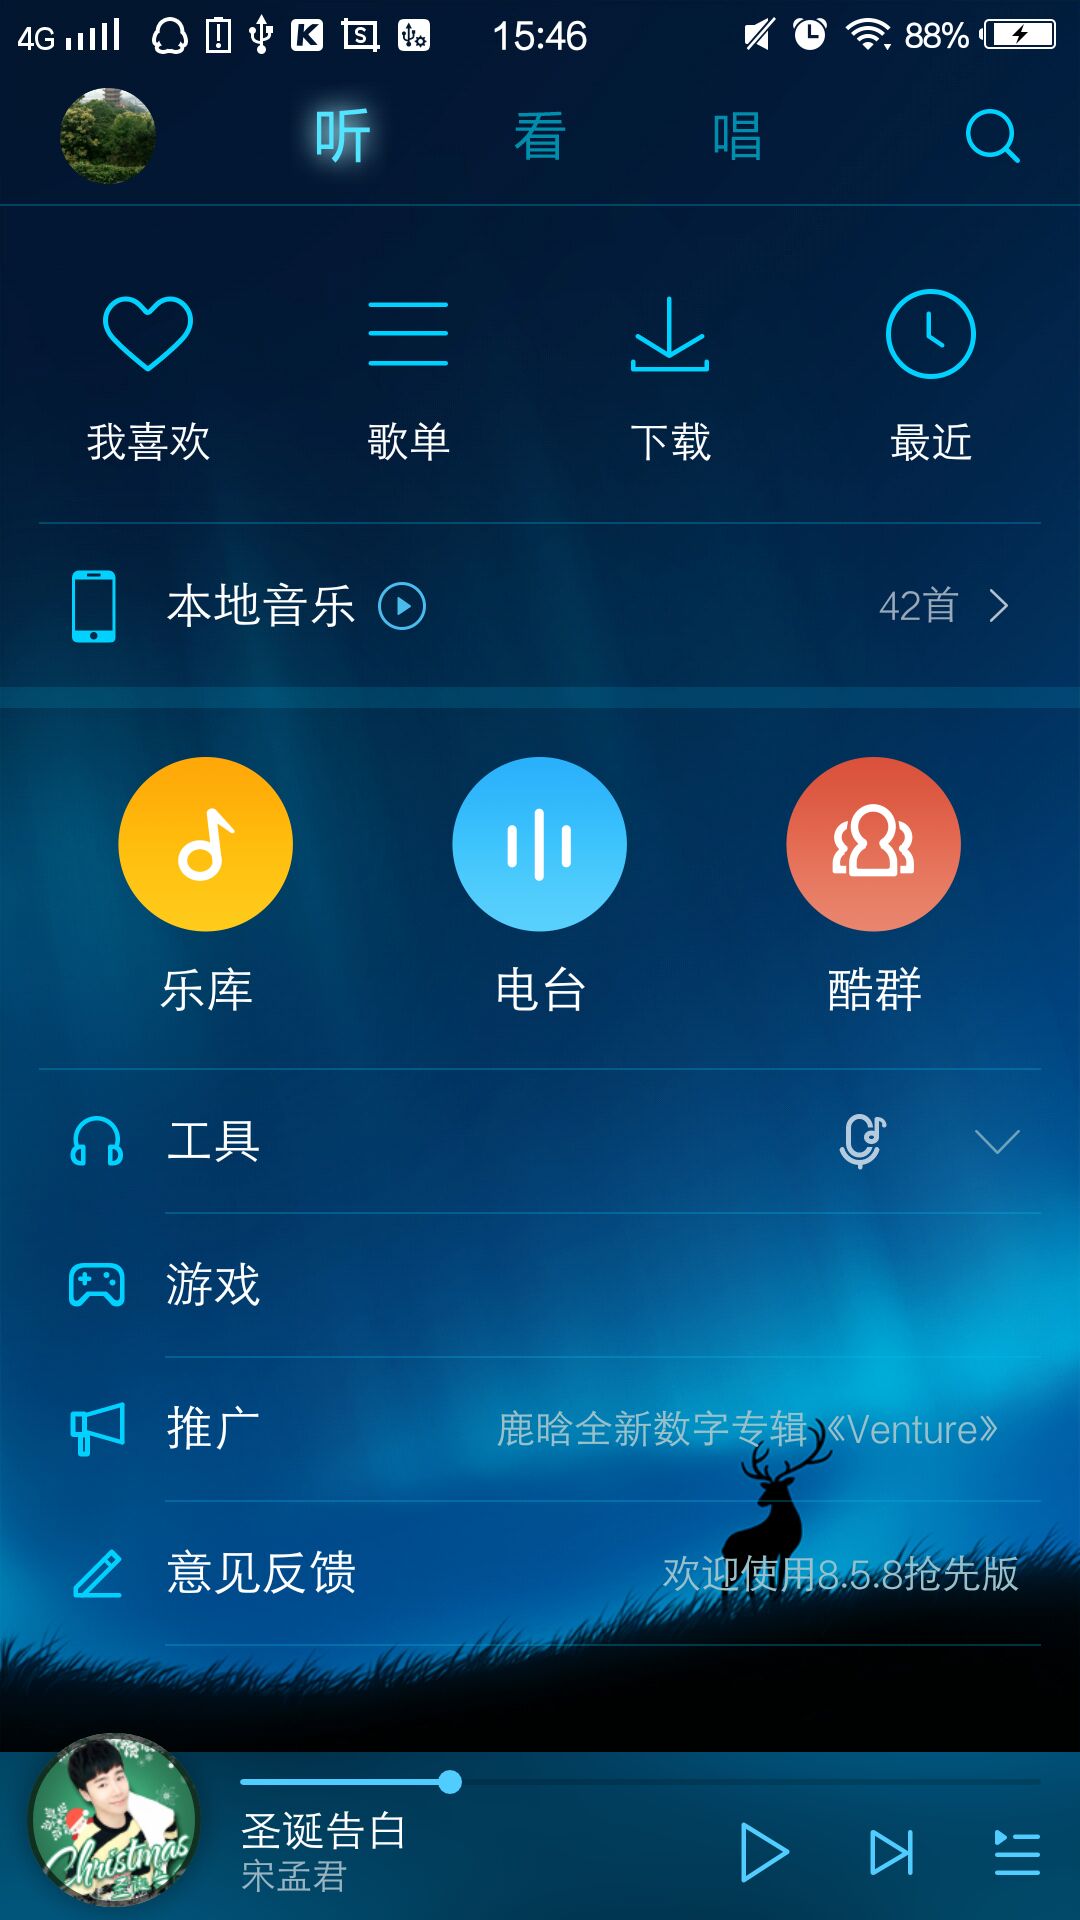 4G 15:46 88%
听 看 唱
我喜欢 歌单 下载 最近
本地音乐 42首
乐库 电台 酷群
工具
游戏
推广 鹿晗全新数字专辑《Venture》
意见反馈 欢迎使用8.5.8抢先版
Christmas
圣诞告白
宋孟君